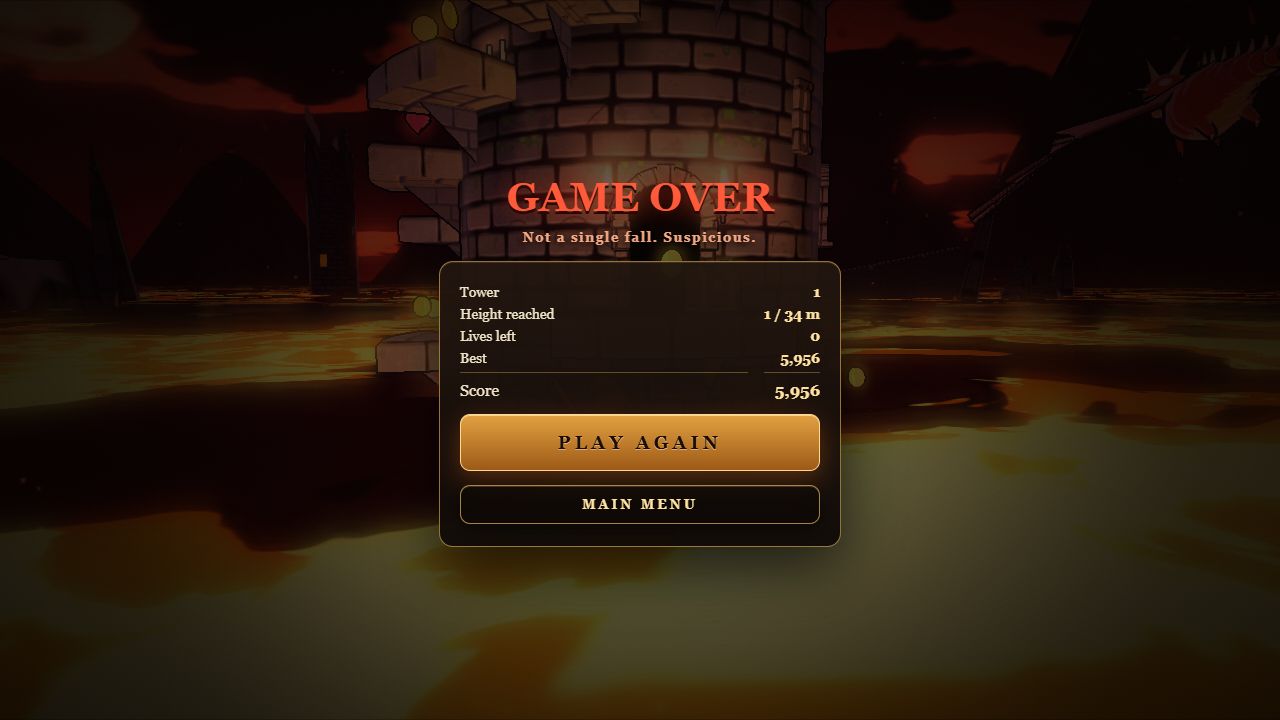 GAME OVER
Not a single fall. Suspicious.
Tower 1
Height reached 1 / 34 m
Lives left 0
Best 5,956
Score 5,956
PLAY AGAIN
MAIN MENU